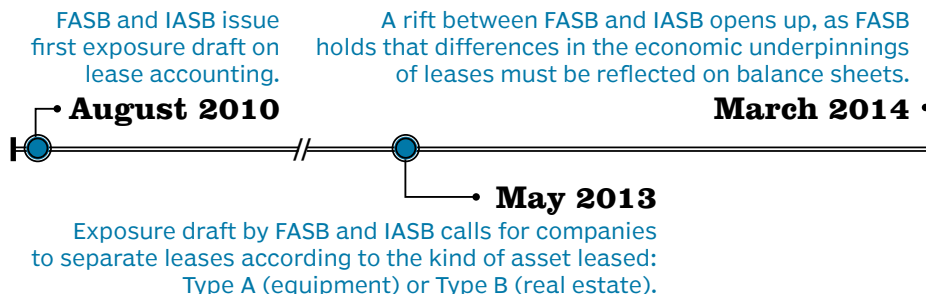 FASB and IASB issue
first exposure draft on
lease accounting.
August 2010
A rift between FASB and IASB opens up, as FASB
holds that differences in the economic underpinnings
of leases must be reflected on balance sheets.
March 2014
May 2013
Exposure draft by FASB and IASB calls for companies
to separate leases according to the kind of asset leased:
Type A (equipment) or Type B (real estate).